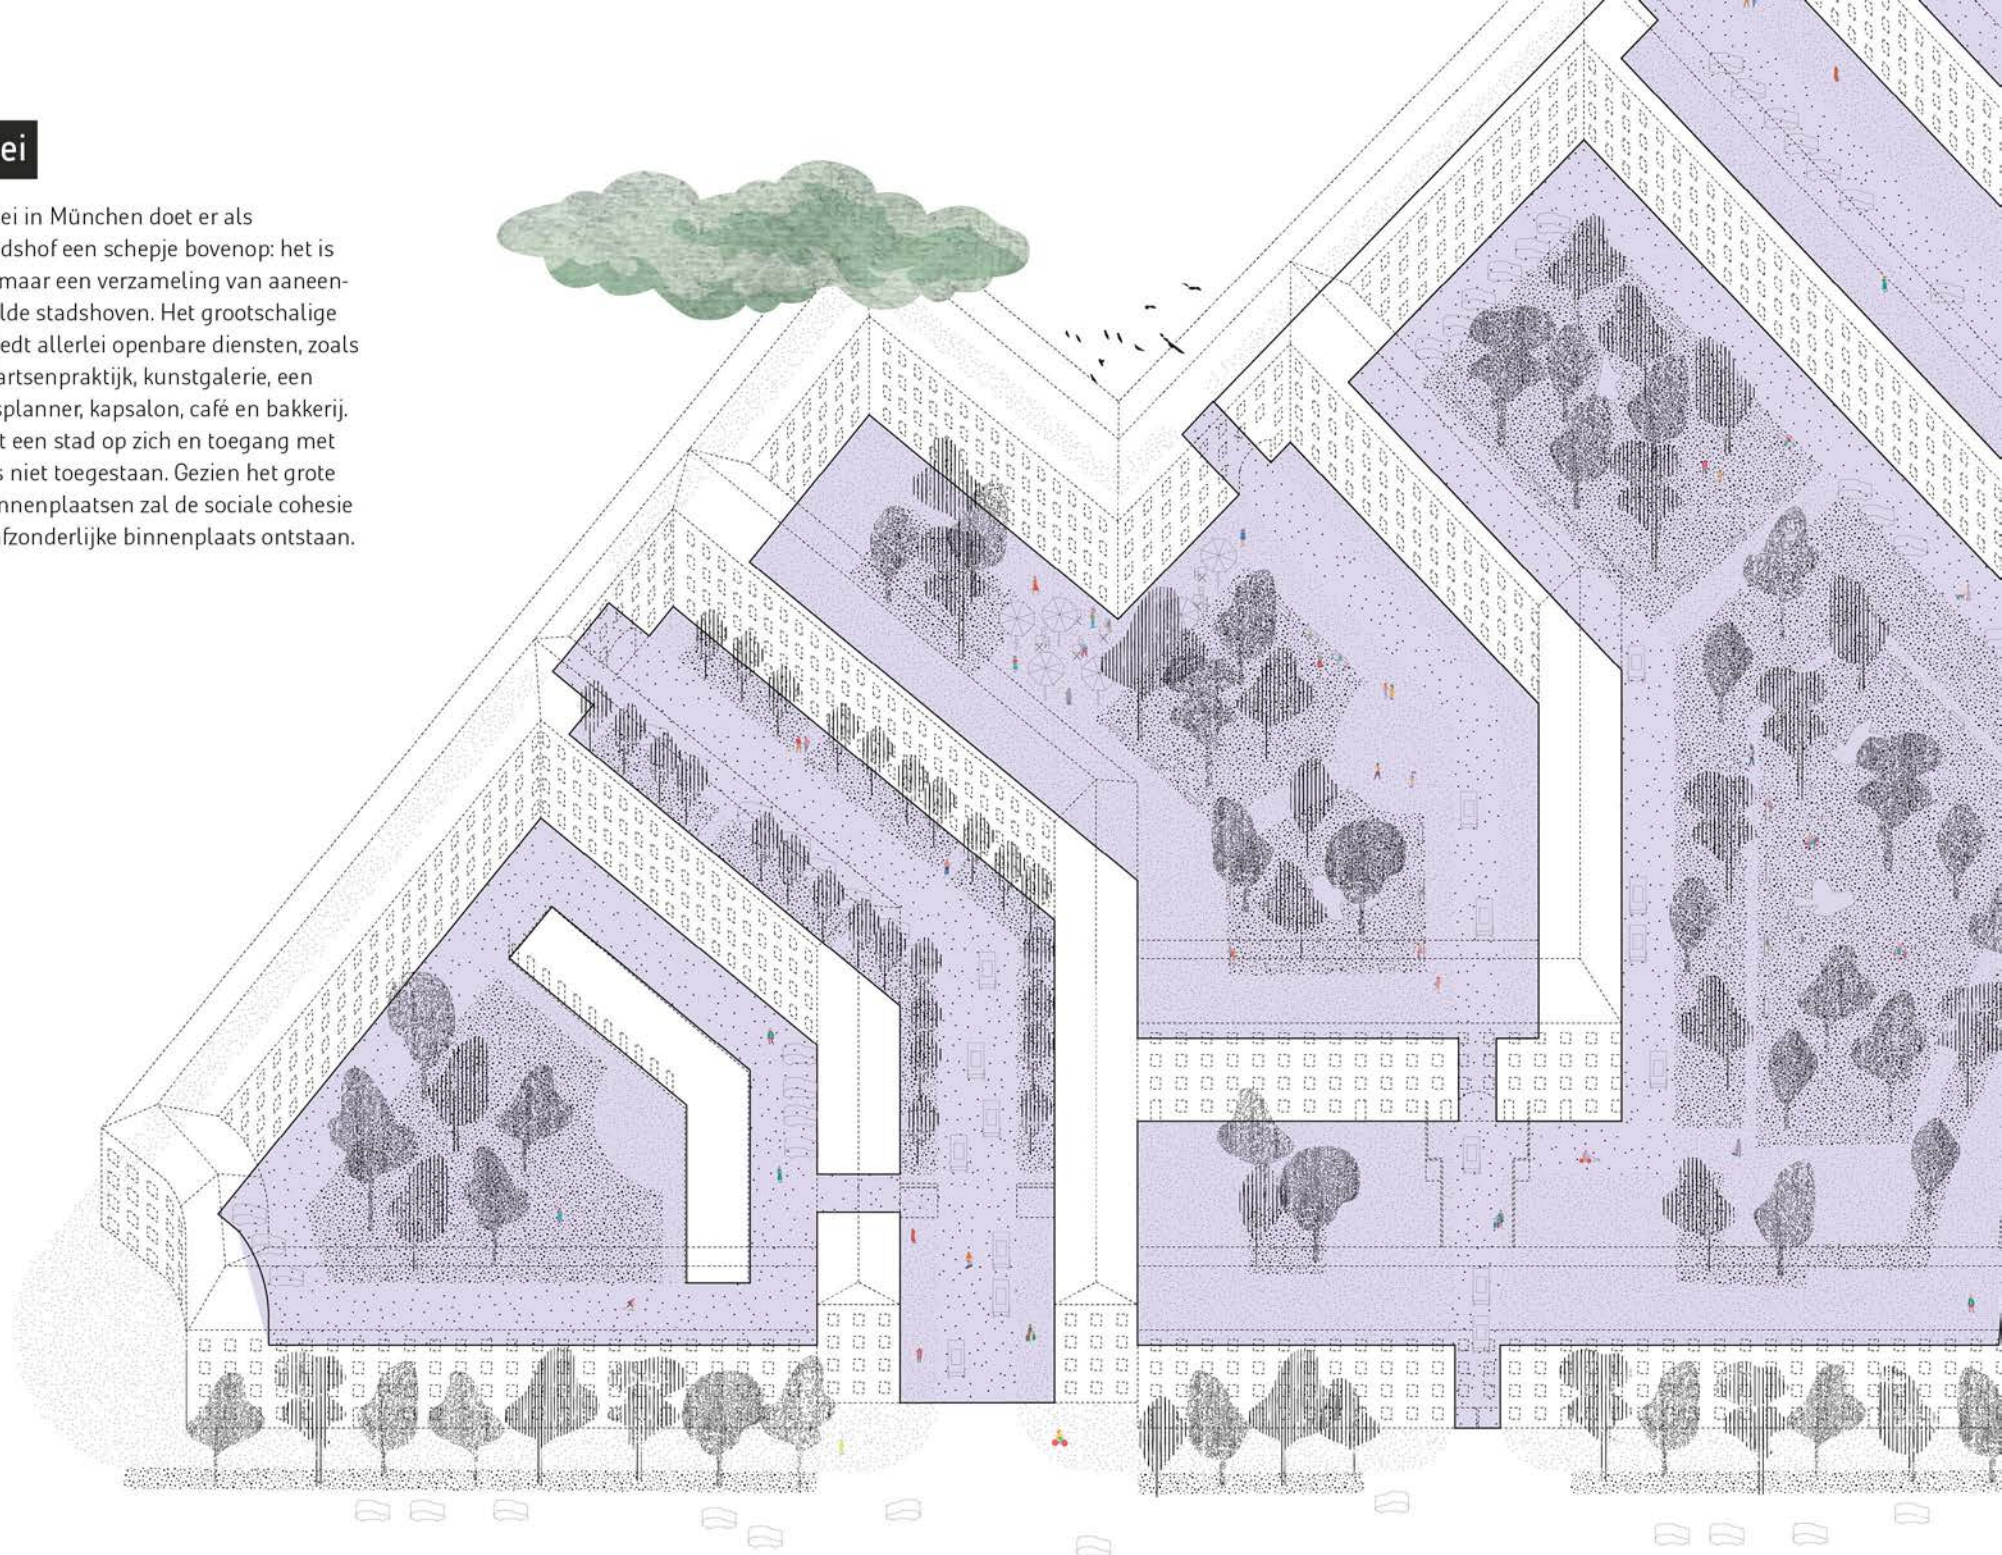 ei
ei in München doet er als
dshof een schepje bovenop: het is
maar een verzameling van aaneen-
lde stadshoven. Het grootschalige
edt allerlei openbare diensten, zoals
artsenpraktijk, kunstgalerie, een
splanner, kapsalon, café en bakkerij.
t een stad op zich en toegang met
s niet toegestaan. Gezien het grote
nnenplaatsen zal de sociale cohesie
afzonderlijke binnenplaats ontstaan.